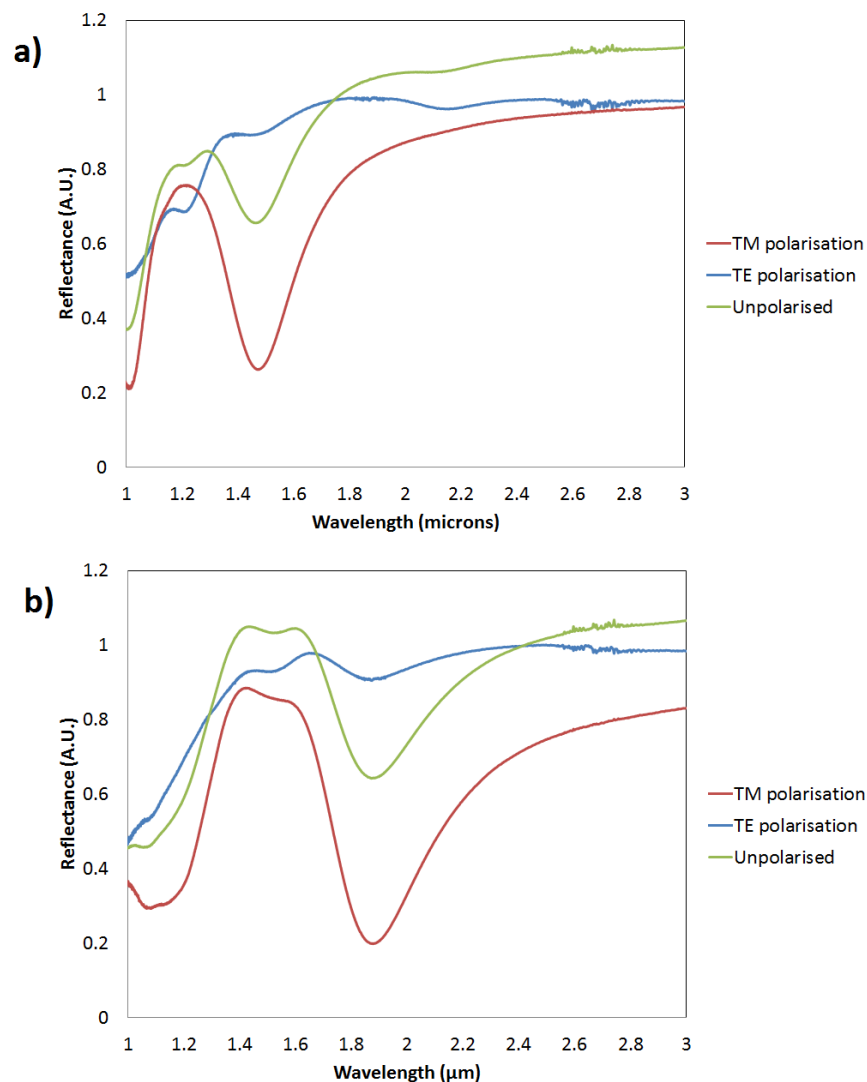 a)
1.2
1
0.8
0.6
0.4
0.2
0
Reflectance (A.U.)
1 1.2 1.4 1.6 1.8 2 2.2 2.4 2.6 2.8 3
Wavelength (microns)
TM polarisation
TE polarisation
Unpolarised
b)
1.2
1
0.8
0.6
0.4
0.2
0
Reflectance (A.U.)
1 1.2 1.4 1.6 1.8 2 2.2 2.4 2.6 2.8 3
Wavelength (µm)
TM polarisation
TE polarisation
Unpolarised